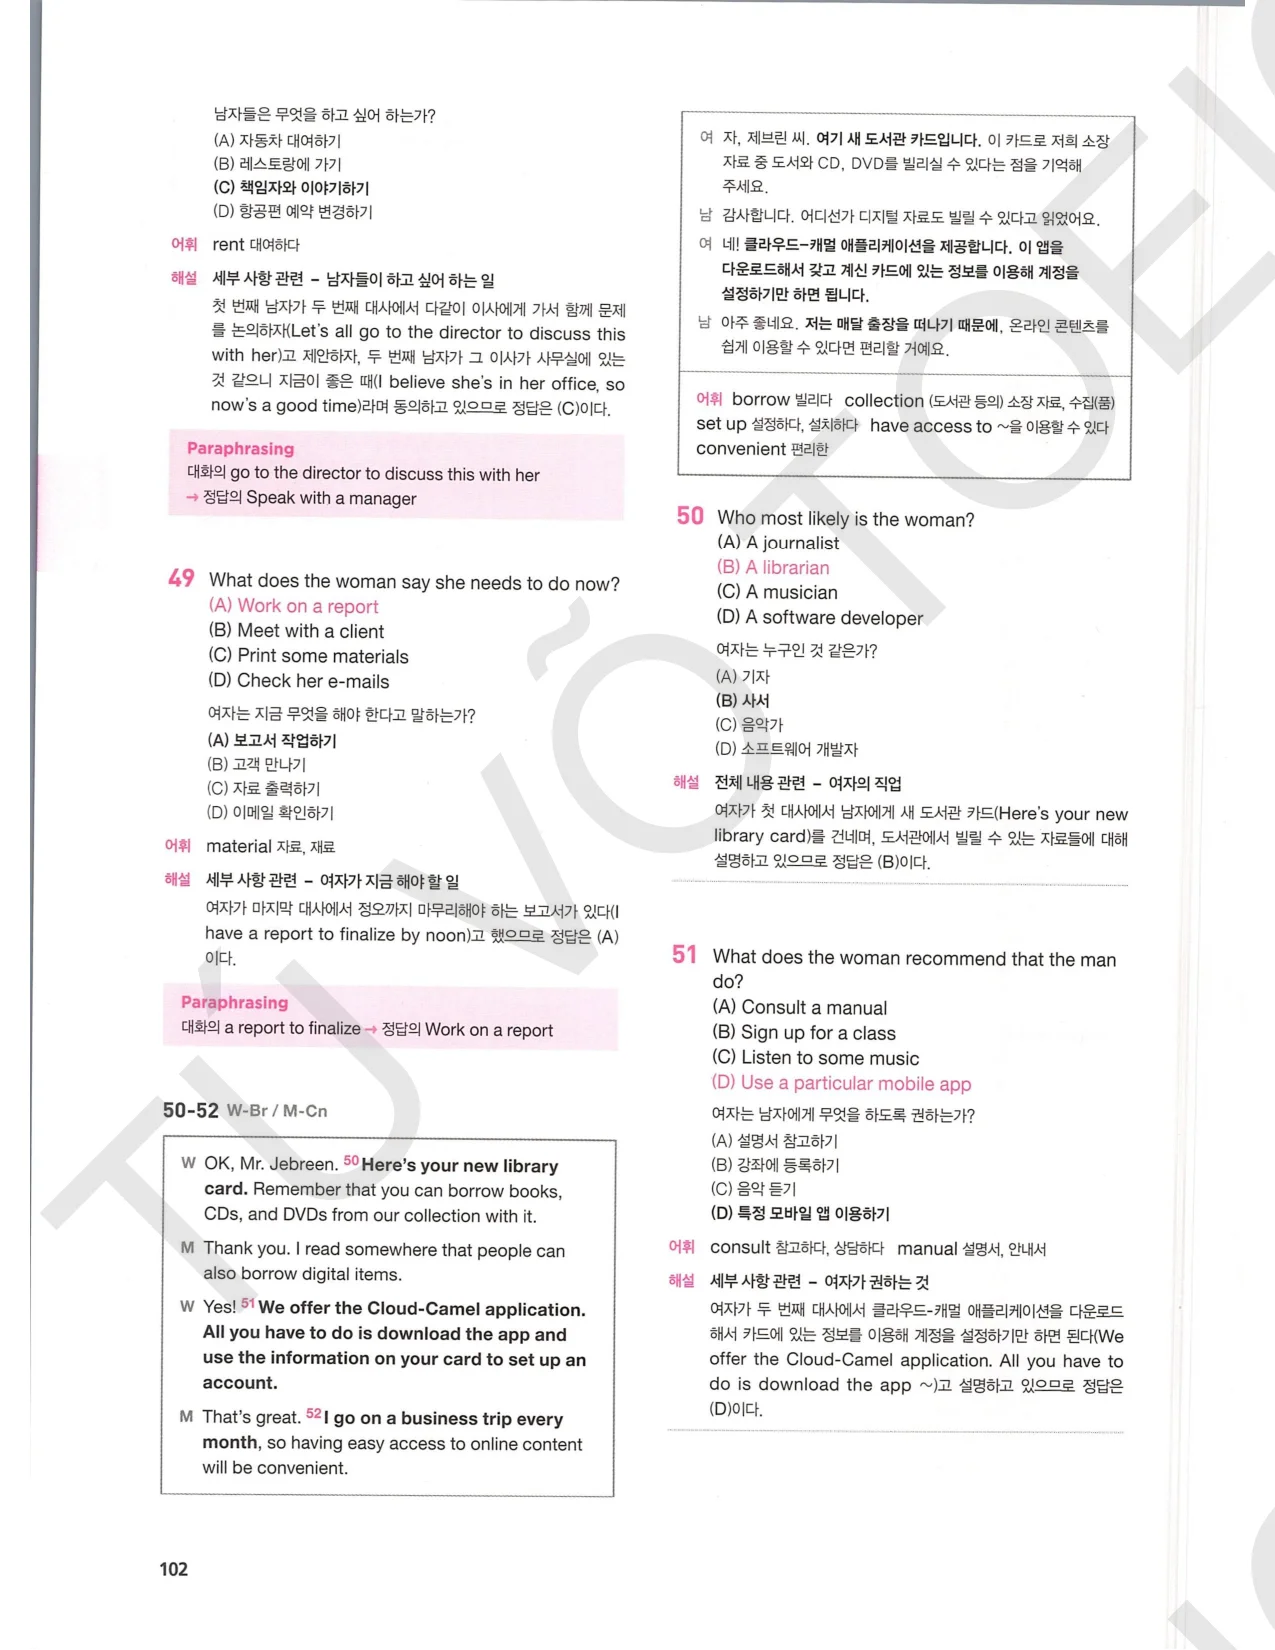 남자들은 무엇을 하고 싶어 하는가?
(A) 자동차 대여하기
(B) 레스토랑에 가기
(C) 책임자와 이야기하기
(D) 항공편 예약 변경하기
어휘 rent 대여하다
해설 세부 사항 관련 – 남자들이 하고 싶어 하는 일
첫 번째 남자가 두 번째 대사에서 다같이 이사에게 가서 함께 문제
를 논의하자(Let's all go to the director to discuss this
with her)고 제안하자, 두 번째 남자가 그 이사가 사무실에 있는
것 같으니 지금이 좋은 때(I believe she's in her office, so
now's a good time)라며 동의하고 있으므로 정답은 (C)이다.
Paraphrasing
대화의 go to the director to discuss this with her
→ 정답의 Speak with a manager
49 What does the woman say she needs to do now?
(A) Work on a report
(B) Meet with a client
(C) Print some materials
(D) Check her e-mails
여자는 지금 무엇을 해야 한다고 말하는가?
(A) 보고서 작업하기
(B) 고객 만나기
(C) 자료 출력하기
(D) 이메일 확인하기
어휘 material 자료, 재료
해설 세부 사항 관련 – 여자가 지금 해야 할 일
여자가 마지막 대사에서 정오까지 마무리해야 하는 보고서가 있다(I
have a report to finalize by noon)고 했으므로 정답은 (A)
이다.
Paraphrasing
대화의 a report to finalize → 정답의 Work on a report
50-52 W-Br / M-Cn
W OK, Mr. Jebreen. 50 Here's your new library
card. Remember that you can borrow books,
CDs, and DVDs from our collection with it.
M Thank you. I read somewhere that people can
also borrow digital items.
W Yes! 51 We offer the Cloud-Camel application.
All you have to do is download the app and
use the information on your card to set up an
account.
M That's great. 52 I go on a business trip every
month, so having easy access to online content
will be convenient.
102
여 자, 제브린 씨. 여기 새 도서관 카드입니다. 이 카드로 저희 소장
자료 중 도서와 CD, DVD를 빌리실 수 있다는 점을 기억해
주세요.
남 감사합니다. 어디선가 디지털 자료도 빌릴 수 있다고 읽었어요.
여 네! 클라우드–캐멀 애플리케이션을 제공합니다. 이 앱을
다운로드해서 갖고 계신 카드에 있는 정보를 이용해 계정을
설정하기만 하면 됩니다.
남 아주 좋네요. 저는 매달 출장을 떠나기 때문에, 온라인 콘텐츠를
쉽게 이용할 수 있다면 편리할 거예요.
어휘 borrow 빌리다 collection (도서관 등의) 소장 자료, 수집(품)
set up 설정하다, 설치하다 have access to ~을 이용할 수 있다
convenient 편리한
50 Who most likely is the woman?
(A) A journalist
(B) A librarian
(C) A musician
(D) A software developer
여자는 누구인 것 같은가?
(A) 기자
(B) 사서
(C) 음악가
(D) 소프트웨어 개발자
해설 전체 내용 관련 – 여자의 직업
여자가 첫 대사에서 남자에게 새 도서관 카드(Here's your new
library card)를 건네며, 도서관에서 빌릴 수 있는 자료들에 대해
설명하고 있으므로 정답은 (B)이다.
51 What does the woman recommend that the man
do?
(A) Consult a manual
(B) Sign up for a class
(C) Listen to some music
(D) Use a particular mobile app
여자는 남자에게 무엇을 하도록 권하는가?
(A) 설명서 참고하기
(B) 강좌에 등록하기
(C) 음악 듣기
(D) 특정 모바일 앱 이용하기
어휘 consult 참고하다, 상담하다 manual 설명서, 안내서
해설 세부 사항 관련 – 여자가 권하는 것
여자가 두 번째 대사에서 클라우드-캐멀 애플리케이션을 다운로드
해서 카드에 있는 정보를 이용해 계정을 설정하기만 하면 된다(We
offer the Cloud-Camel application. All you have to
do is download the app ~)고 설명하고 있으므로 정답은
(D)이다.
TÚ VÕ TOEIC